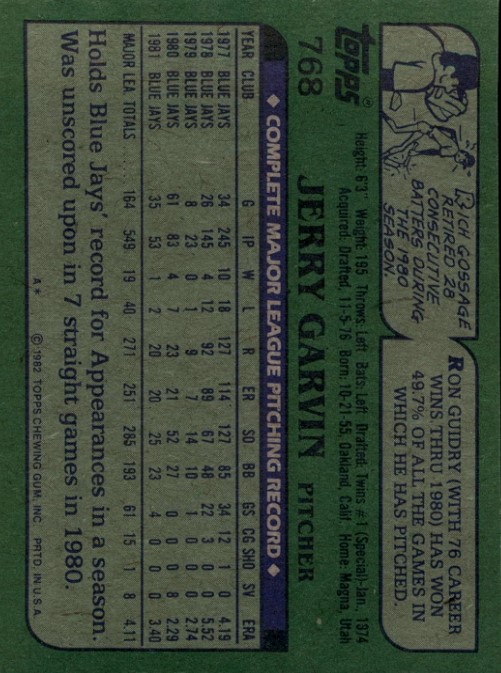 RICH GOSSAGE
RETIRED 28
CONSECUTIVE
BATTERS DURING
THE 1980
SEASON.
RON GUIDRY (WITH 76 CAREER
WINS THRU 1980) HAS WON
49.7% OF ALL THE GAMES IN
WHICH HE HAS PITCHED.
topps®
768
JERRY GARVIN PITCHER
Height: 6'3" Weight: 195 Throws: Left Bats: Left Drafted: Twins #1 (Special)-Jan., 1974
Acquired: Drafted, 11-5-76 Born: 10-21-55, Oakland, Calif. Home: Magna, Utah
◆ COMPLETE MAJOR LEAGUE PITCHING RECORD ◆
YEAR CLUB G IP W L R ER SO BB GS CG SHO SV ERA
1977 BLUE JAYS 34 245 10 18 127 114 127 85 34 12 1 0 4.19
1978 BLUE JAYS 26 145 4 12 92 89 67 48 22 3 0 0 5.52
1979 BLUE JAYS 8 23 0 1 9 7 14 10 1 0 0 0 2.74
1980 BLUE JAYS 61 83 4 7 23 21 52 27 0 0 0 8 2.29
1981 BLUE JAYS 35 53 1 2 20 20 25 23 4 0 0 0 3.40
MAJOR LEA. TOTALS 164 549 19 40 271 251 285 193 61 15 1 8 4.11
Holds Blue Jays' record for Appearances in a season.
Was unscored upon in 7 straight games in 1980.
A* © 1982 TOPPS CHEWING GUM, INC. PRTD. IN U.S.A.